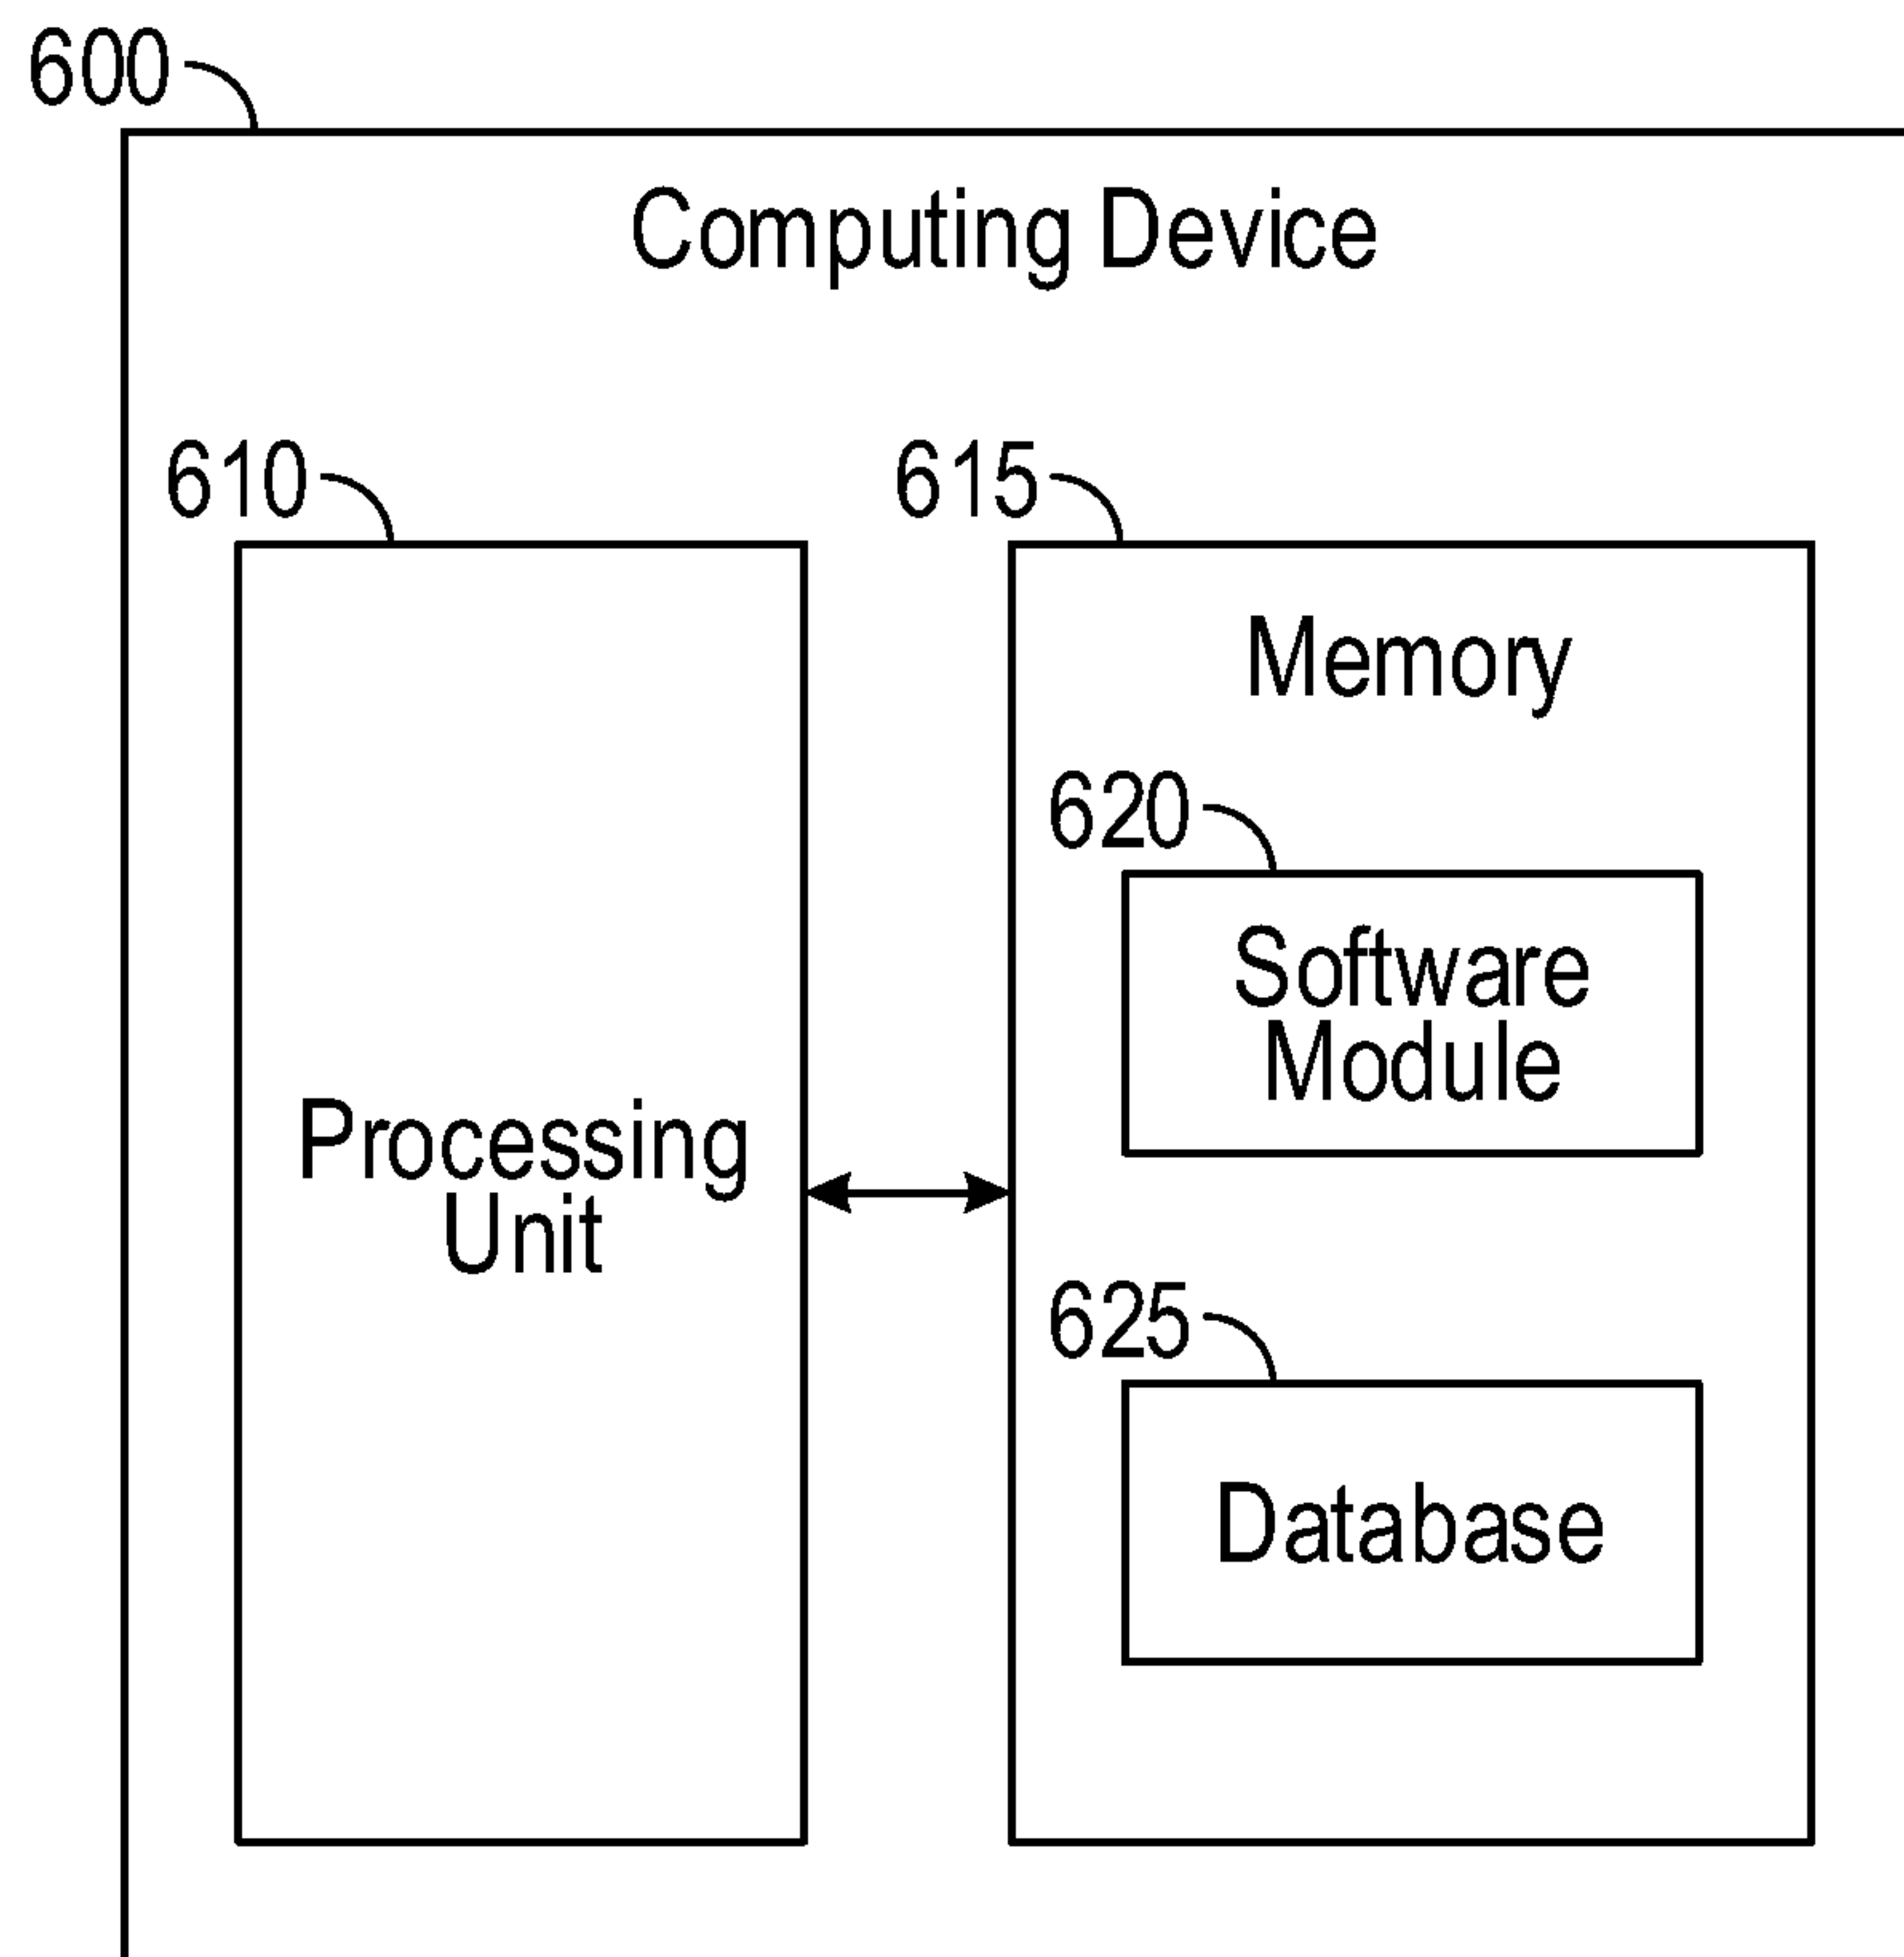 600
Computing Device
610
615
Memory
620
Software
Module
Processing
Unit
625
Database